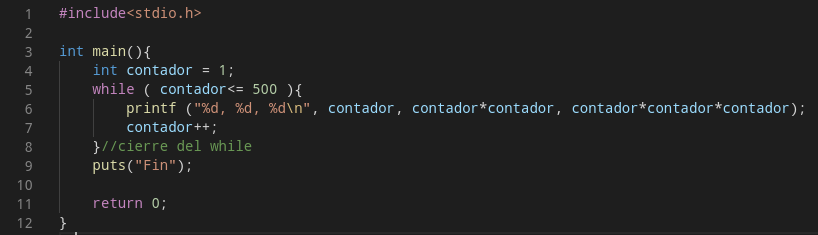 1 #include<stdio.h>
2
3 int main(){
4 int contador = 1;
5 while ( contador<= 500 ){
6 printf ("%d, %d, %d\n", contador, contador*contador, contador*contador*contador);
7 contador++;
8 }//cierre del while
9 puts("Fin");
10
11 return 0;
12 }